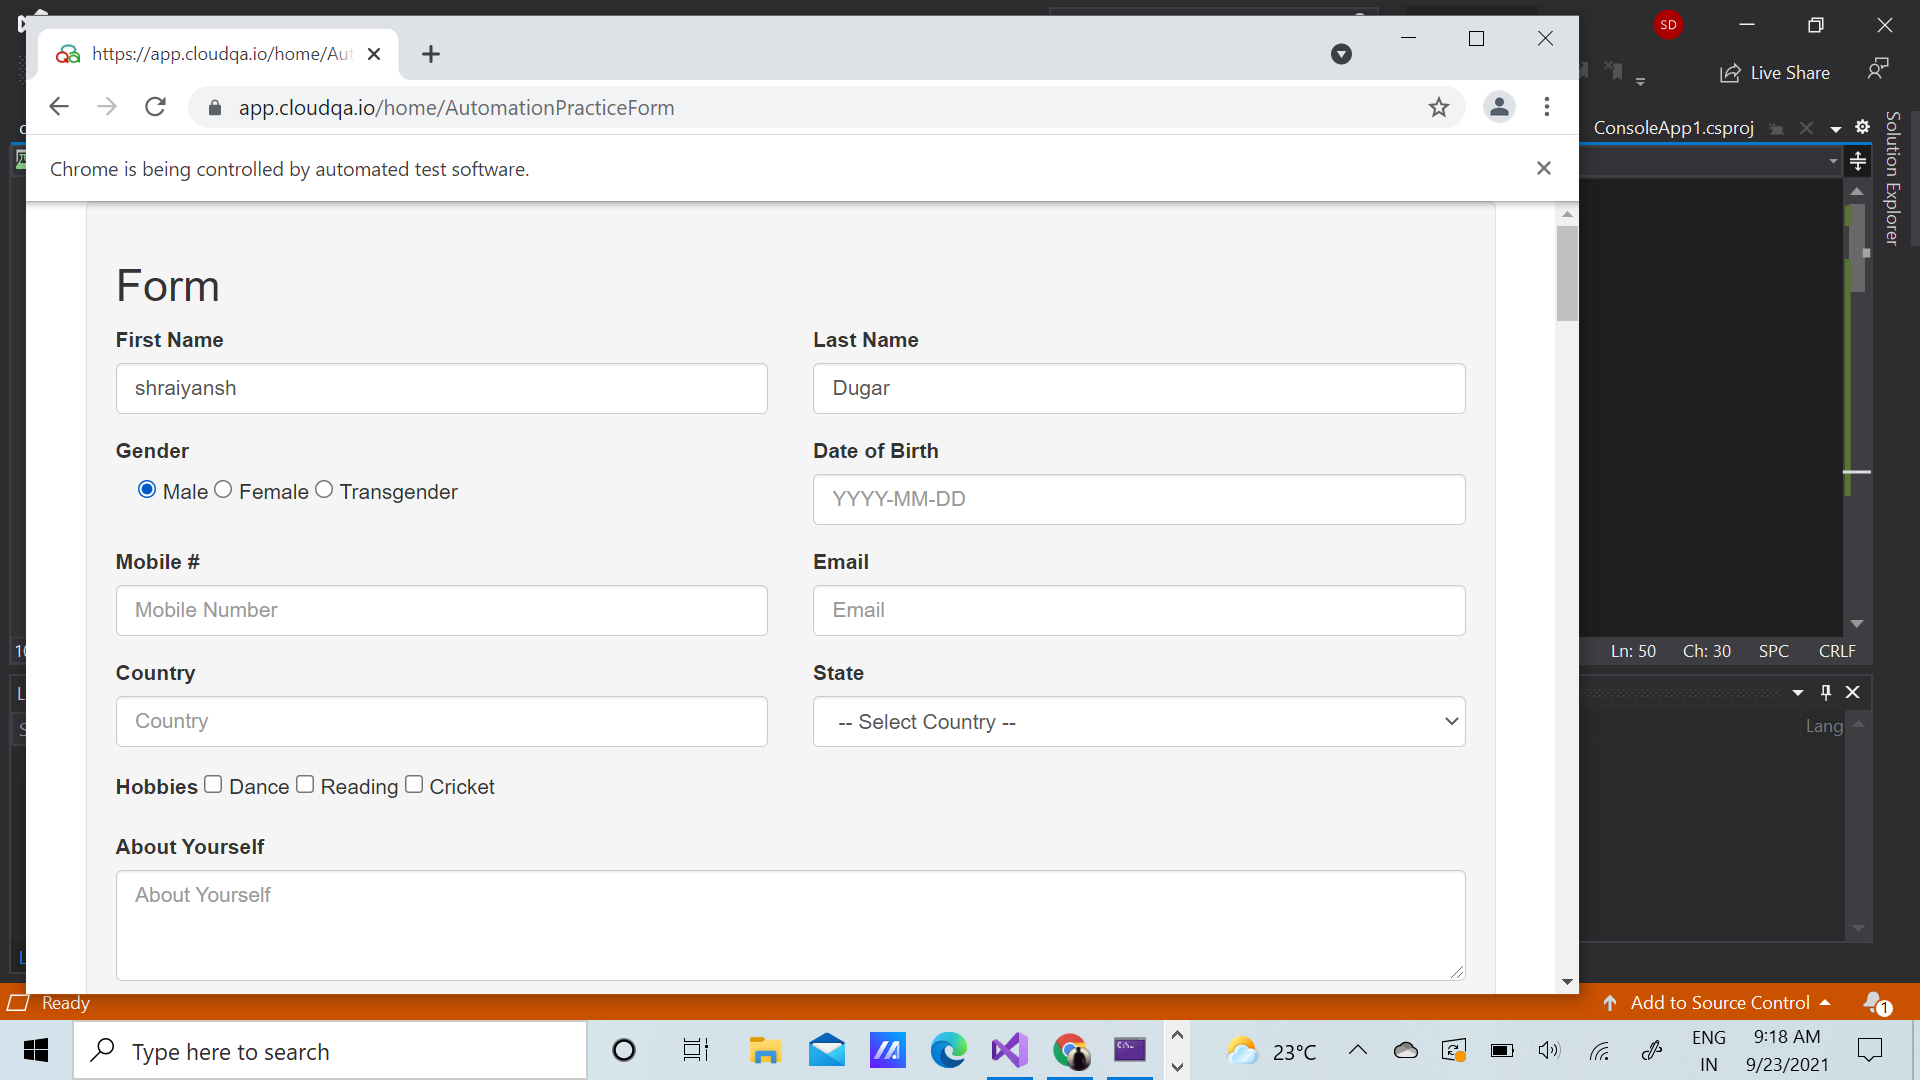 SD
https://app.cloudqa.io/home/Aut
Live Share
app.cloudqa.io/home/AutomationPracticeForm
ConsoleApp1.csproj
Solution Explorer
Chrome is being controlled by automated test software.
Form
First Name
Last Name
shraiyansh
Dugar
Gender
Date of Birth
Male Female Transgender
YYYY-MM-DD
Mobile #
Email
Mobile Number
Email
Ln: 50 Ch: 30 SPC CRLF
Country
State
Country
-- Select Country --
Lang
Hobbies Dance Reading Cricket
About Yourself
About Yourself
Ready
Add to Source Control
1
Type here to search
23°C
ENG
IN
9:18 AM
9/23/2021